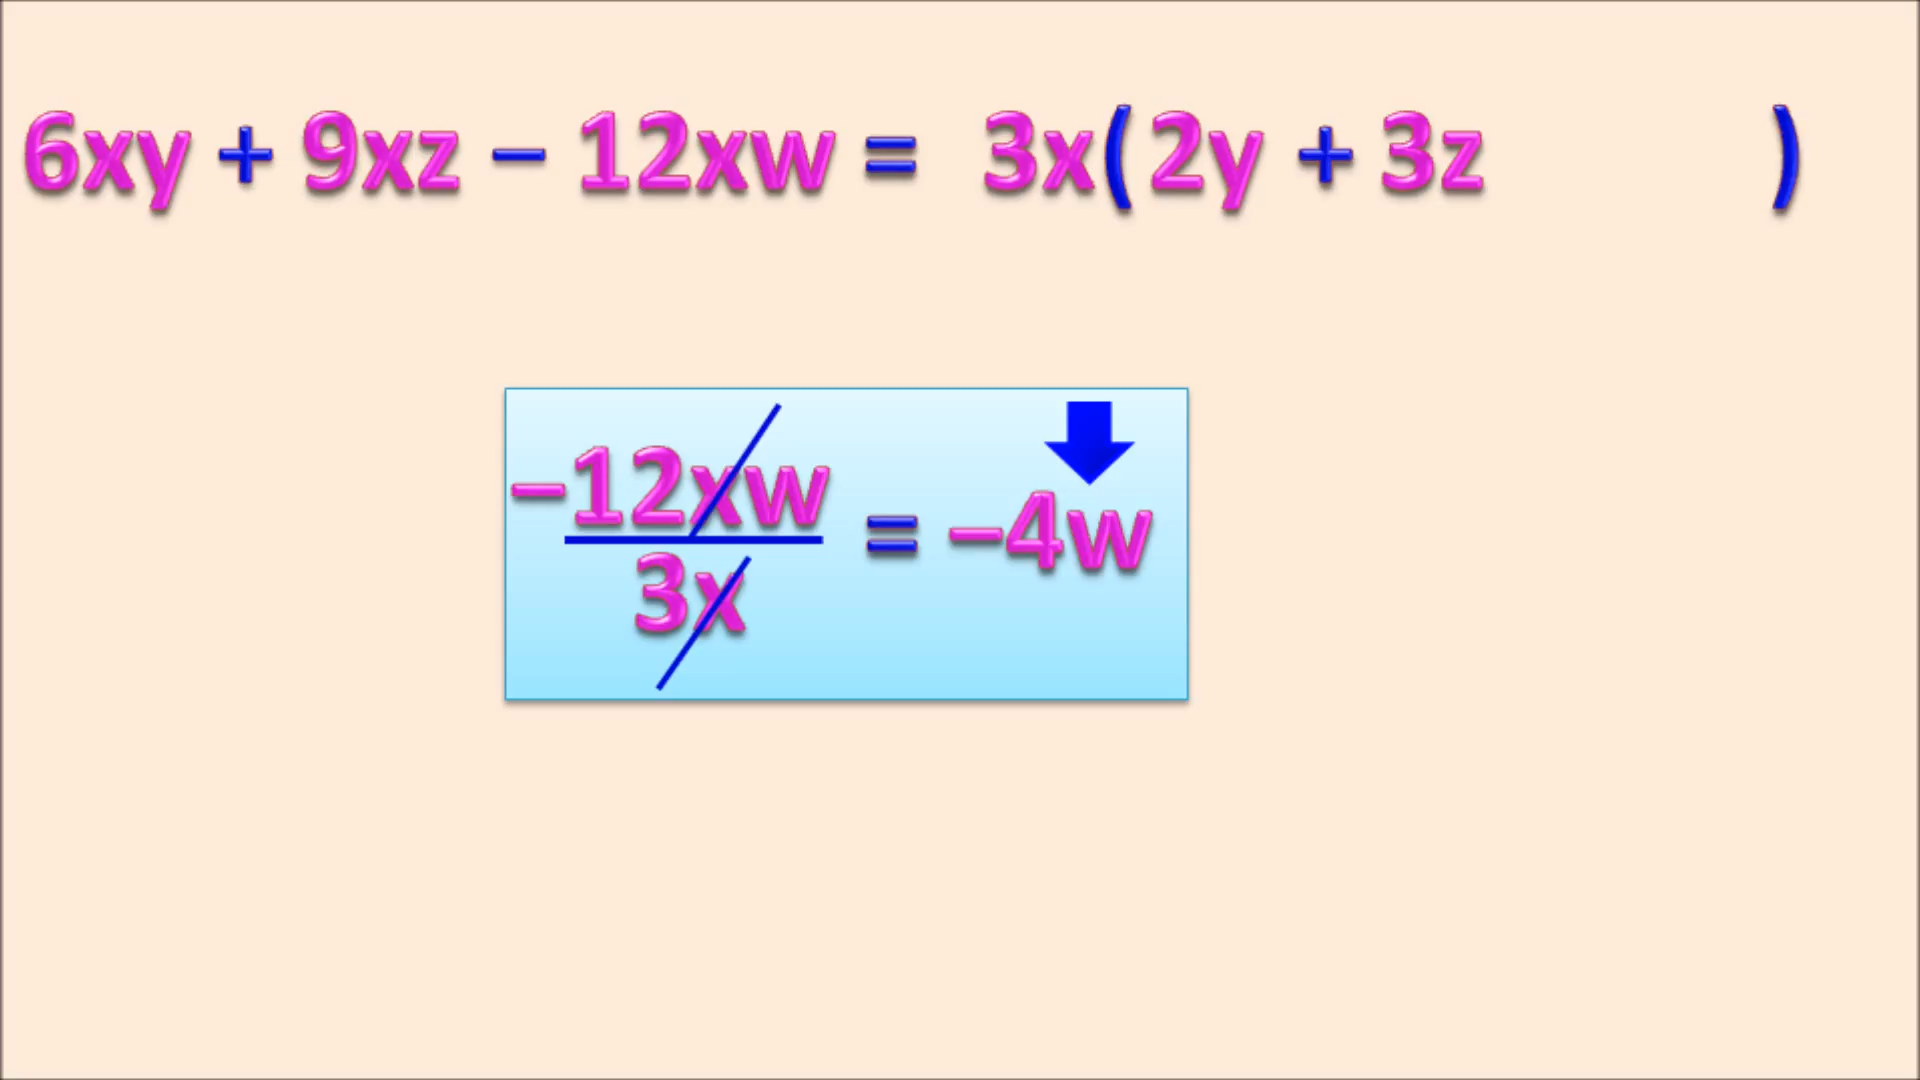 6xy + 9xz – 12xw = 3x( 2y + 3z )
–12xw
3x
= –4w